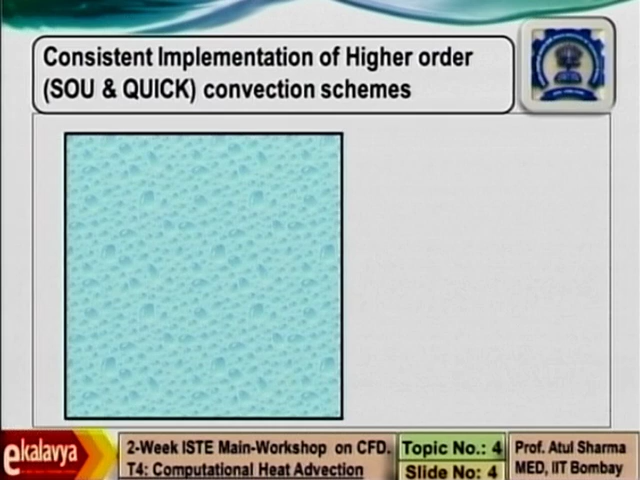 Consistent Implementation of Higher order
(SOU & QUICK) convection schemes
ekalavya
2-Week ISTE Main-Workshop on CFD.
T4: Computational Heat Advection
Topic No.: 4
Slide No: 4
Prof. Atul Sharma
MED, IIT Bombay